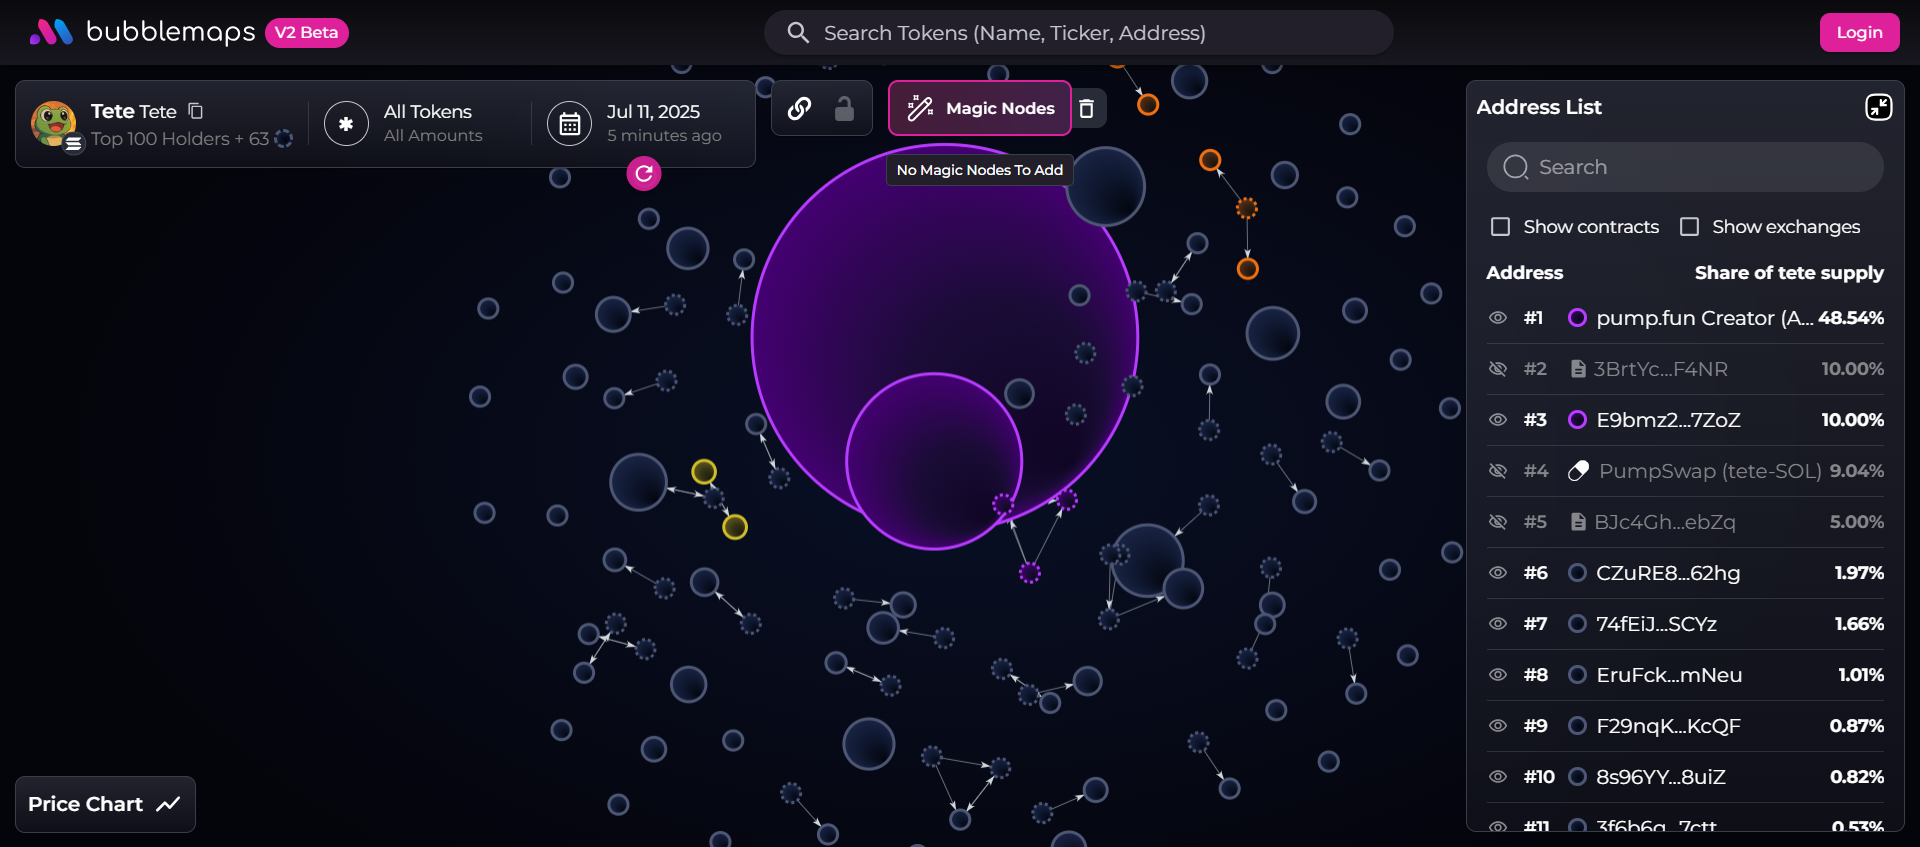 bubblemaps V2 Beta
Search Tokens (Name, Ticker, Address)
Login
Tete Tete
Top 100 Holders + 63
All Tokens
All Amounts
Jul 11, 2025
5 minutes ago
Magic Nodes
No Magic Nodes To Add
Address List
Search
Show contracts Show exchanges
Address Share of tete supply
#1 pump.fun Creator (A... 48.54%
#2 3BrtYc...F4NR 10.00%
#3 E9bmz2...7ZoZ 10.00%
#4 PumpSwap (tete-SOL) 9.04%
#5 BJc4Gh...ebZq 5.00%
#6 CZuRE8...62hg 1.97%
#7 74fEiJ...SCYz 1.66%
#8 EruFck...mNeu 1.01%
#9 F29nqK...KcQF 0.87%
#10 8s96YY...8uiZ 0.82%
#11 3f6b6g...7ctt 0.53%
Price Chart